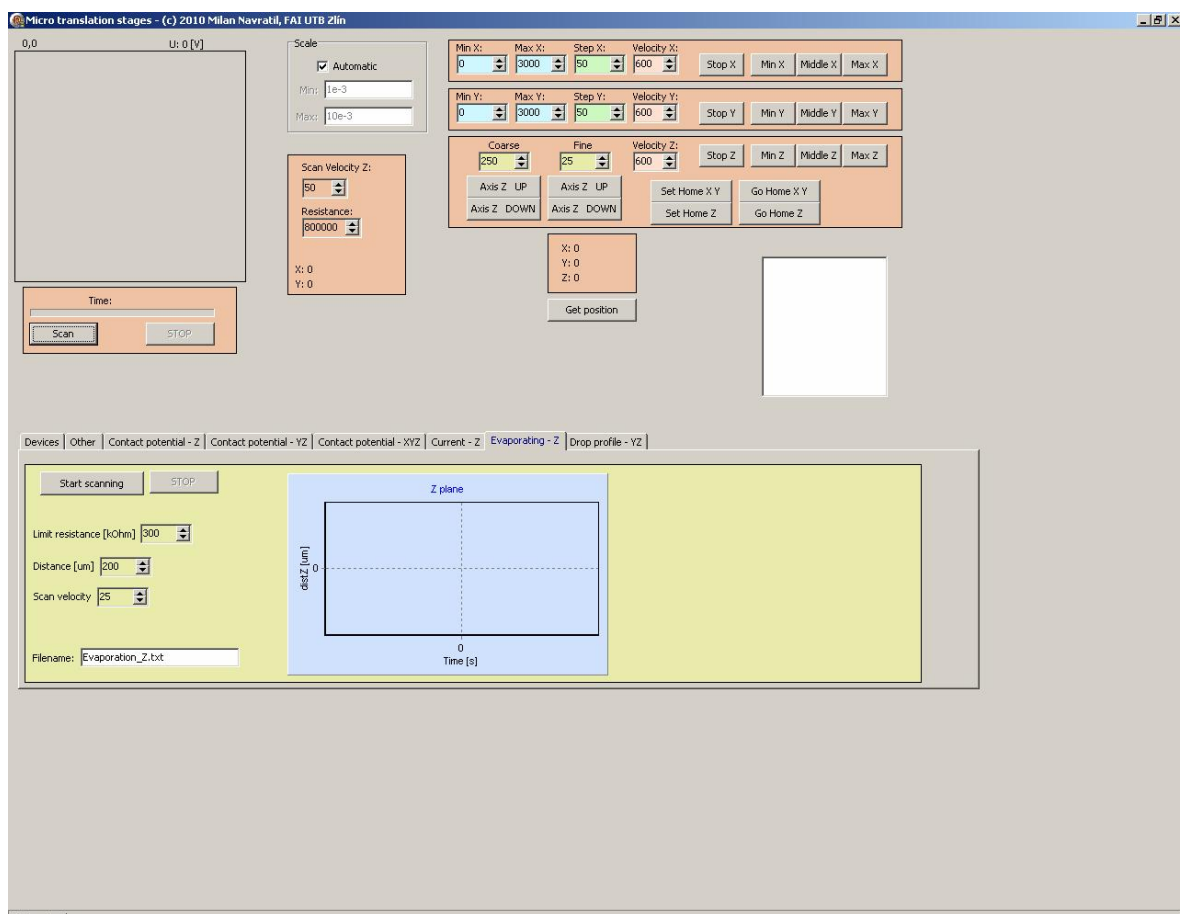 Micro translation stages - (c) 2010 Milan Navratil, FAI UTB Zlín
0,0 U: 0 [V]
Scale
Automatic
Min: 1e-3
Max: 10e-3
Min X: Max X: Step X: Velocity X:
0 3000 50 600 Stop X Min X Middle X Max X
Min Y: Max Y: Step Y: Velocity Y:
0 3000 50 600 Stop Y Min Y Middle Y Max Y
Coarse Fine Velocity Z:
250 25 600 Stop Z Min Z Middle Z Max Z
Axis Z UP Axis Z UP Set Home X Y Go Home X Y
Axis Z DOWN Axis Z DOWN Set Home Z Go Home Z
Scan Velocity Z:
50
Resistance:
800000
X: 0
Y: 0
X: 0
Y: 0
Z: 0
Get position
Time:
Scan STOP
Devices Other Contact potential - Z Contact potential - YZ Contact potential - XYZ Current - Z Evaporating - Z Drop profile - YZ
Start scanning STOP
Limit resistance [kOhm] 300
Distance [um] 200
Scan velocity 25
Filename: Evaporation_Z.txt
Z plane
distZ [um]
0
0
Time [s]